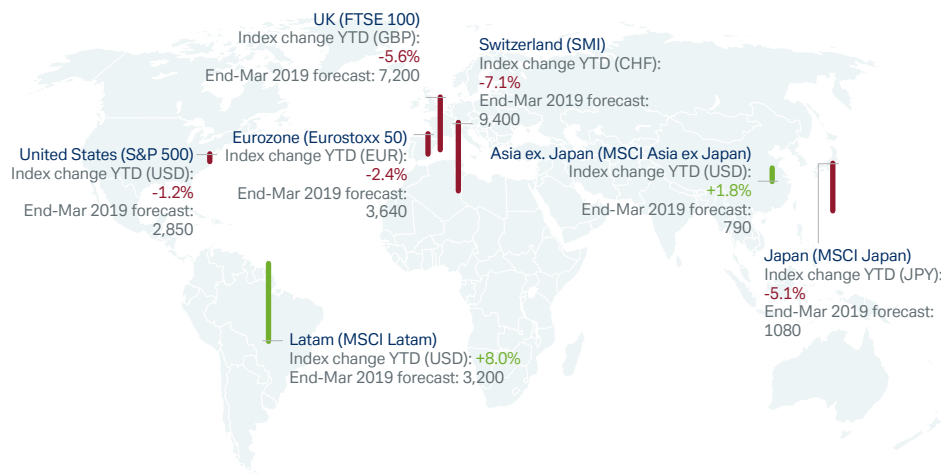 UK (FTSE 100)
Index change YTD (GBP):
-5.6%
End-Mar 2019 forecast: 7,200
Switzerland (SMI)
Index change YTD (CHF):
-7.1%
End-Mar 2019 forecast:
9,400
Eurozone (Eurostoxx 50)
Index change YTD (EUR):
-2.4%
End-Mar 2019 forecast:
3,640
United States (S&P 500)
Index change YTD (USD):
-1.2%
End-Mar 2019 forecast:
2,850
Asia ex. Japan (MSCI Asia ex Japan)
Index change YTD (USD):
+1.8%
End-Mar 2019 forecast:
790
Japan (MSCI Japan)
Index change YTD (JPY):
-5.1%
End-Mar 2019 forecast:
1080
Latam (MSCI Latam)
Index change YTD (USD): +8.0%
End-Mar 2019 forecast: 3,200